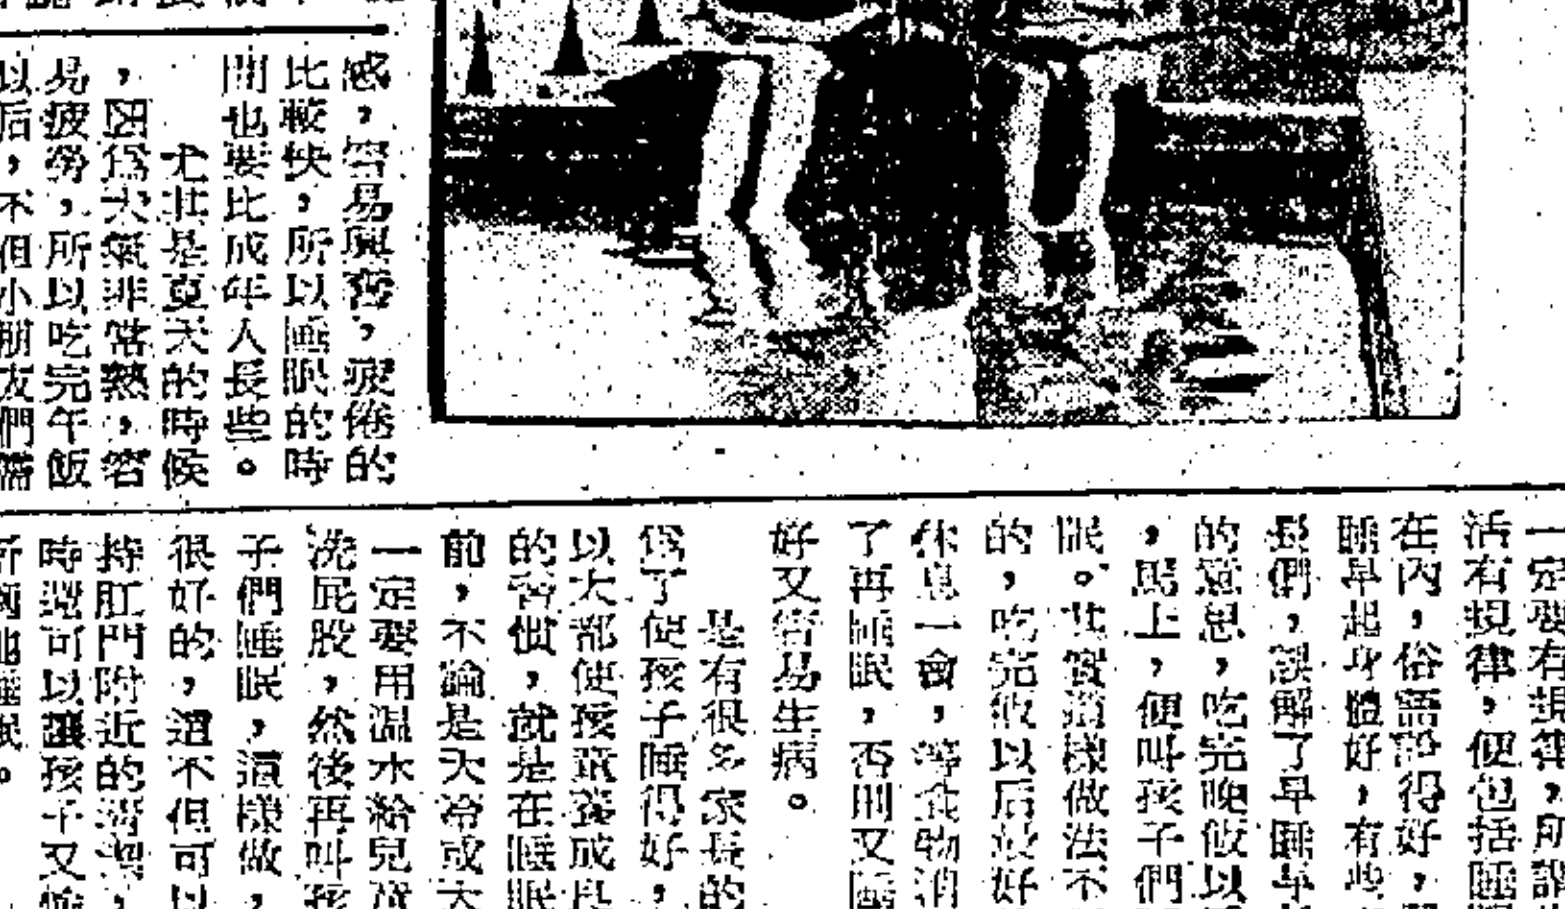 感，容易興奮，疲倦的
比較快，所以睡眠的時
間也要比成年人長些。
尤其是夏天的時候
，因為天氣非常熱，容
易疲勞，所以吃完午飯
以后，不但小朋友們需
一定要有規律，所謂
活有規律，便也包括睡
在內，俗語說得好，
睡早起身體好，有些
長們，誤解了早睡早
的意思，吃完晚飯以
，馬上，便叫孩子們
眠。其實這樣做法不
的，吃完飯以后最好
休息一會，等食物消
了再睡眠，否則又
好又容易生病。
是有很多家長的
為了使孩子睡得好，
以大都使孩童養成良
的習慣，就是在睡眠
前，不論是天冷或大
一定要用温水給兒童
洗屁股，然後再叫孩
子們睡眠，這樣做，
很好的，這不但可以
持肛門附近的清潔，
時還可以讓孩子又